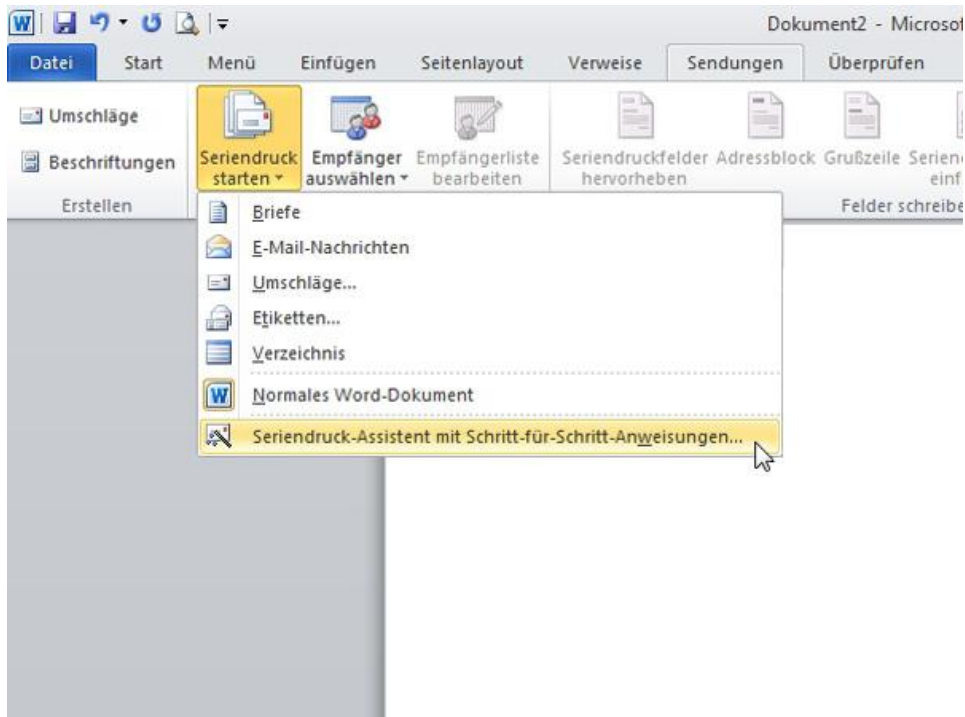 Dokument2 - Microsof
Datei Start Menü Einfügen Seitenlayout Verweise Sendungen Überprüfen
Umschläge
Beschriftungen
Erstellen
Seriendruck
starten
Empfänger
auswählen
Empfängerliste
bearbeiten
Seriendruckfelder
hervorheben
Adressblock
Grußzeile
Serien
einf
Felder schreibe
Briefe
E-Mail-Nachrichten
Umschläge...
Etiketten...
Verzeichnis
Normales Word-Dokument
Seriendruck-Assistent mit Schritt-für-Schritt-Anweisungen...